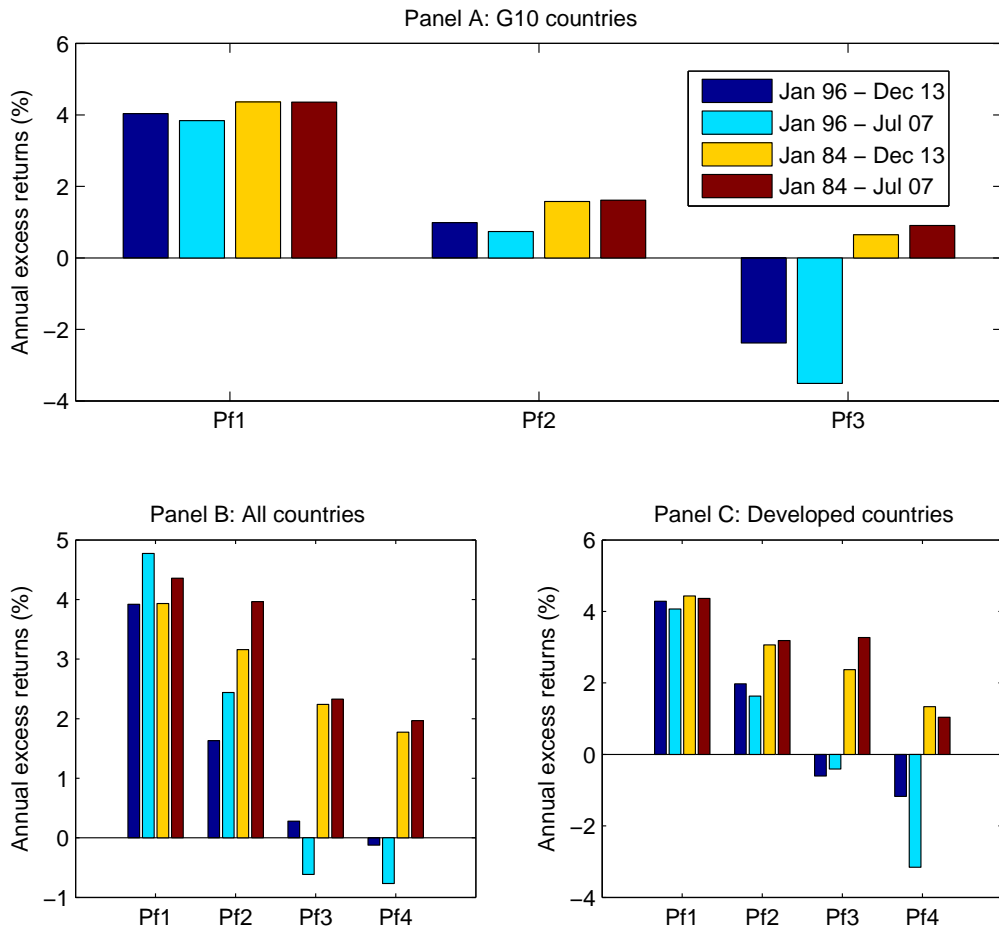 Panel A: G10 countries
Annual excess returns (%)
6
4
2
0
−2
−4
Pf1 Pf2 Pf3
Jan 96 − Dec 13
Jan 96 − Jul 07
Jan 84 − Dec 13
Jan 84 − Jul 07
Panel B: All countries
Annual excess returns (%)
5
4
3
2
1
0
−1
Pf1 Pf2 Pf3 Pf4
Panel C: Developed countries
Annual excess returns (%)
6
4
2
0
−2
−4
Pf1 Pf2 Pf3 Pf4